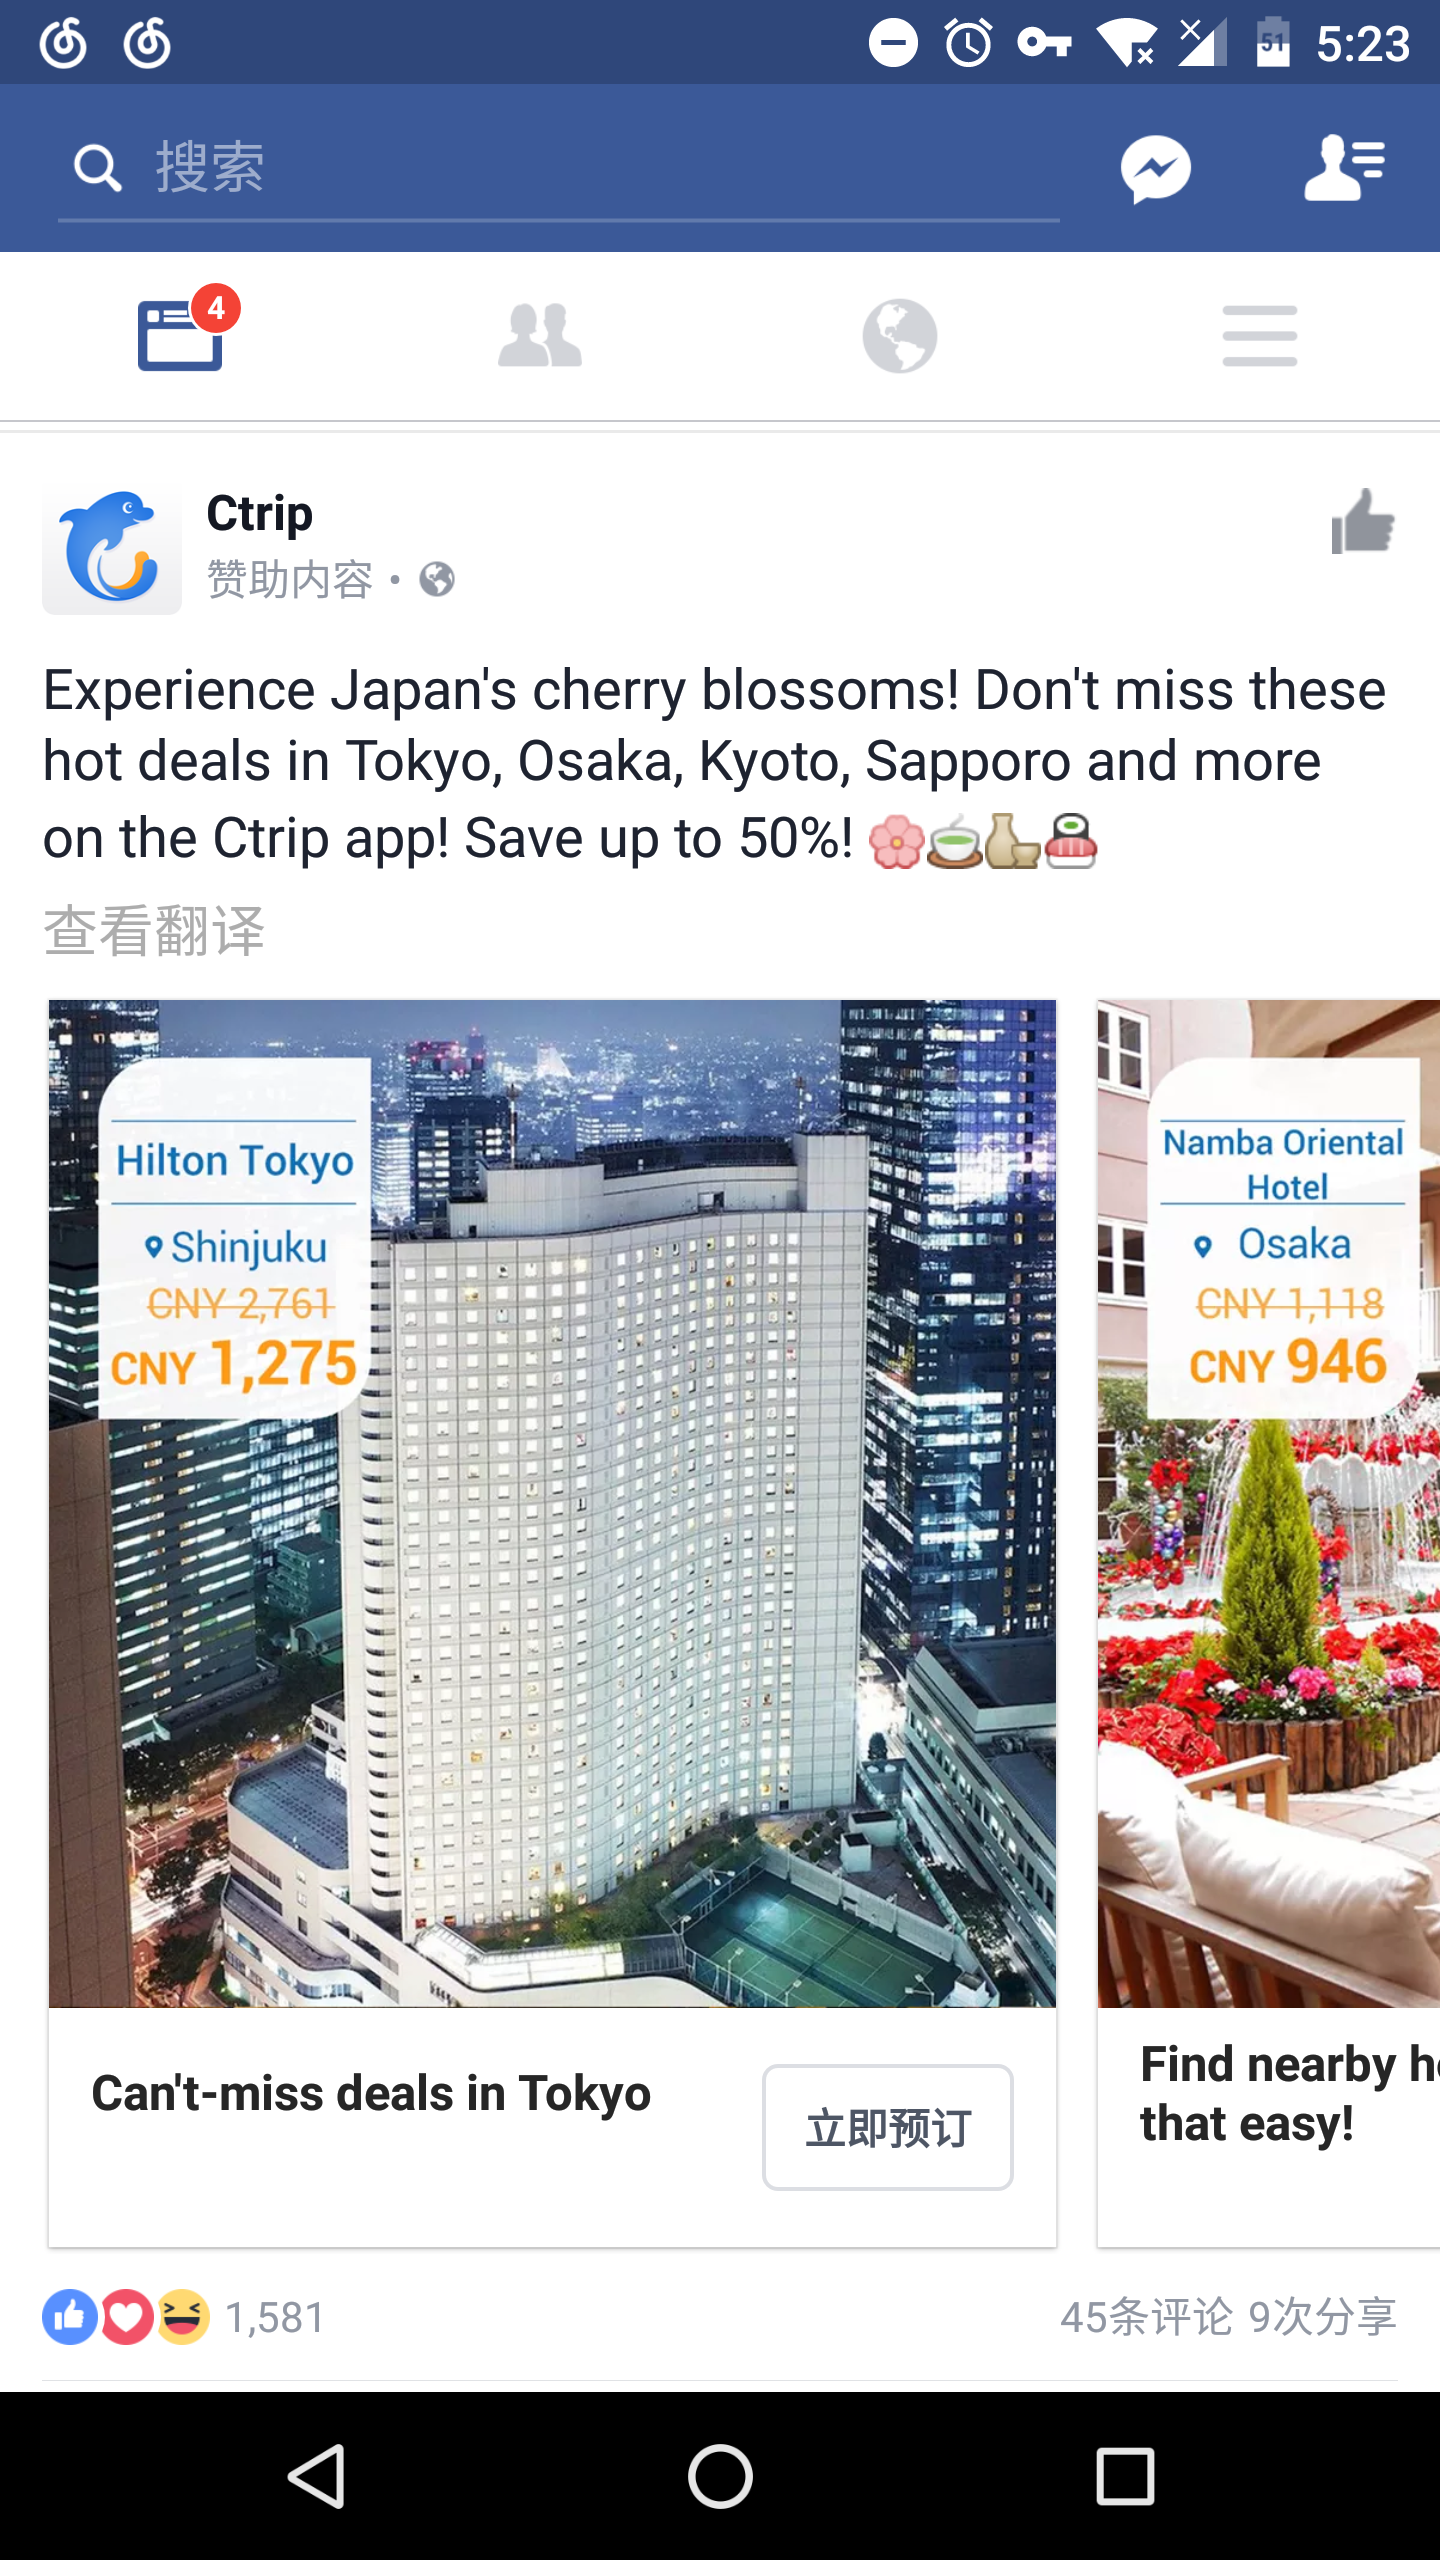 51 5:23
搜索
4
Ctrip
赞助内容 •
Experience Japan's cherry blossoms! Don't miss these
hot deals in Tokyo, Osaka, Kyoto, Sapporo and more
on the Ctrip app! Save up to 50%! 🌸🍵🍶🍣
查看翻译
Hilton Tokyo
Shinjuku
CNY 2,761
CNY 1,275
Namba Oriental
Hotel
Osaka
CNY 1,118
CNY 946
Can't-miss deals in Tokyo
立即预订
Find nearby
that easy!
1,581
45条评论 9次分享